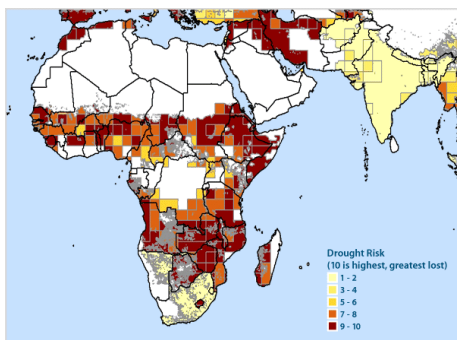 Drought Risk
(10 is highest, greatest lost)
1 - 2
3 - 4
5 - 6
7 - 8
9 - 10